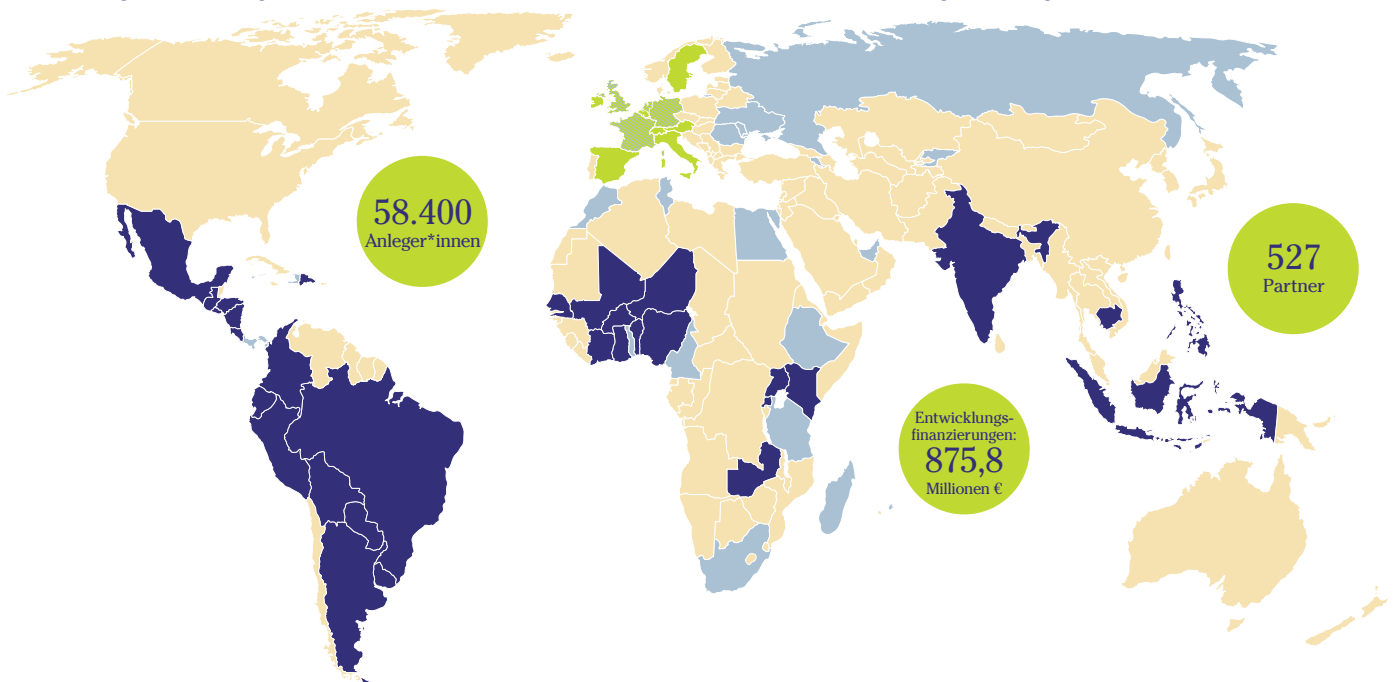 58.400
Anleger*innen
527
Partner
Entwicklungs-
finanzierungen:
875,8
Millionen €